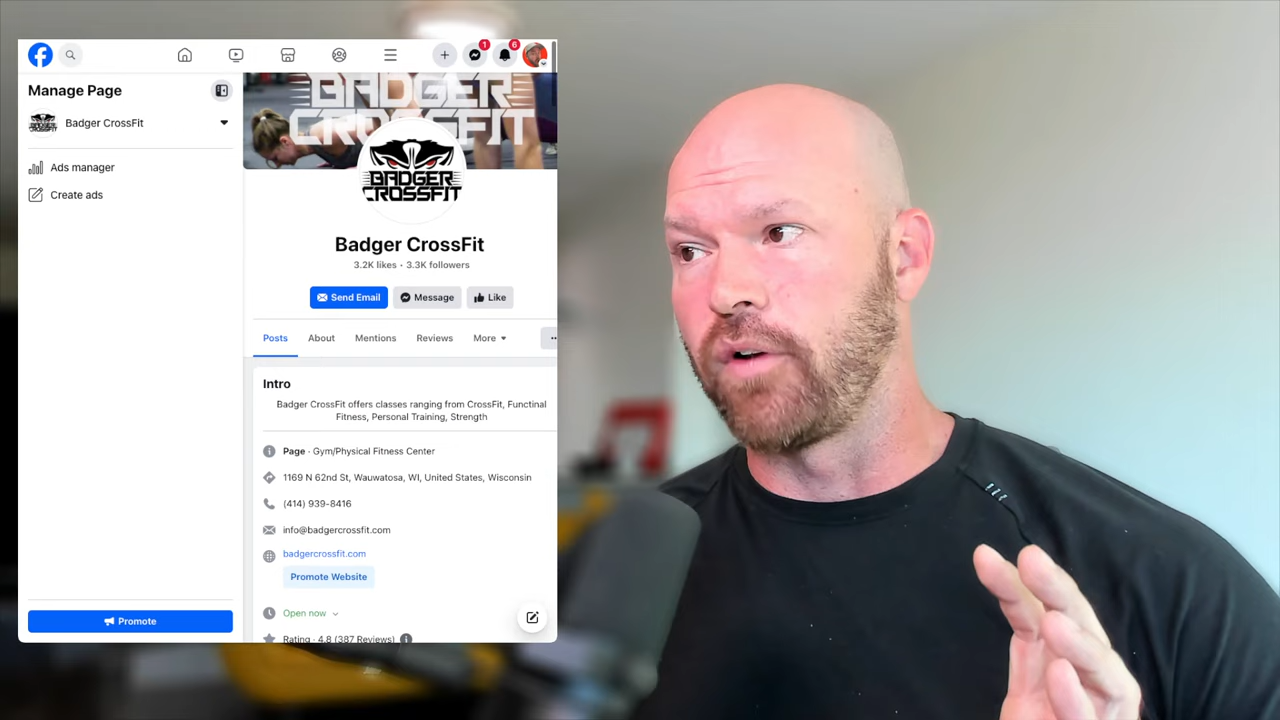 1
6
Manage Page
Badger CrossFit
Ads manager
Create ads
Promote
BADGER
CROSSFIT
BADGER
CROSSFIT
Badger CrossFit
3.2K likes • 3.3K followers
Send Email
Message
Like
Posts
About
Mentions
Reviews
More
Intro
Badger CrossFit offers classes ranging from CrossFit, Functinal
Fitness, Personal Training, Strength
Page · Gym/Physical Fitness Center
1169 N 62nd St, Wauwatosa, WI, United States, Wisconsin
(414) 939-8416
info@badgercrossfit.com
badgercrossfit.com
Promote Website
Open now
Rating · 4.8 (387 Reviews)